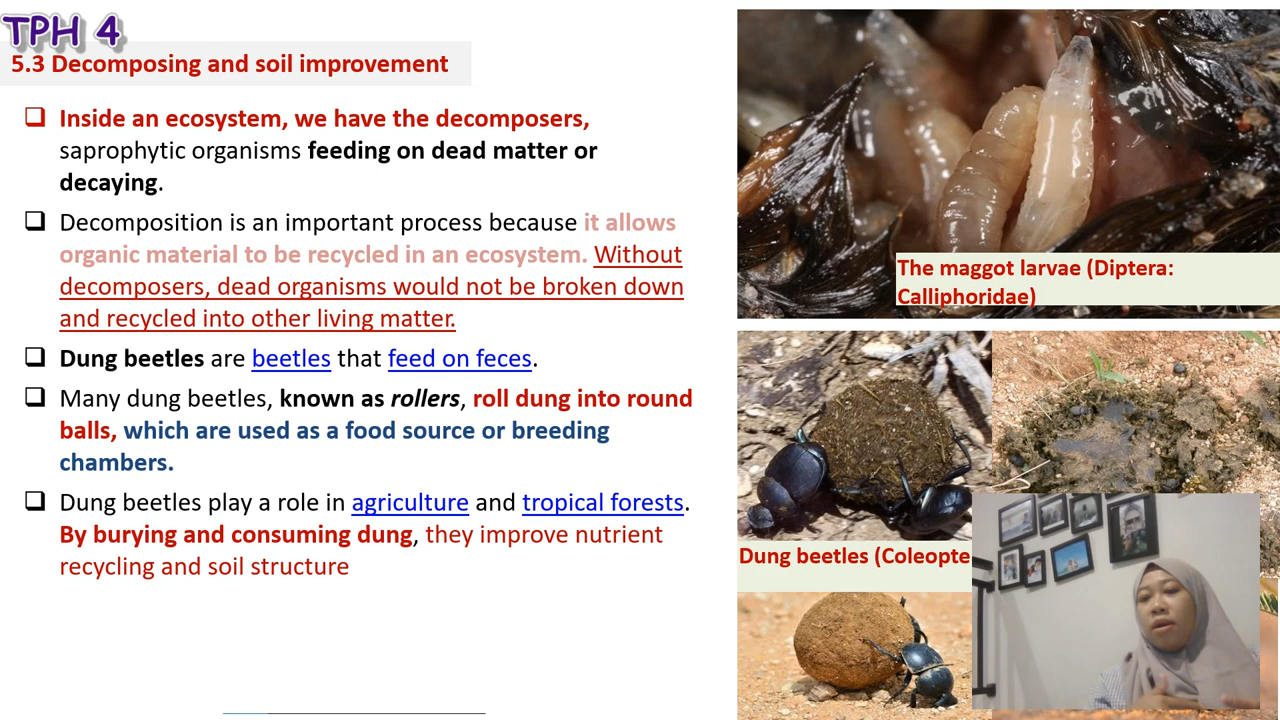 TPH 4
5.3 Decomposing and soil improvement
Inside an ecosystem, we have the decomposers,
saprophytic organisms feeding on dead matter or
decaying.
Decomposition is an important process because it allows
organic material to be recycled in an ecosystem. Without
decomposers, dead organisms would not be broken down
and recycled into other living matter.
Dung beetles are beetles that feed on feces.
Many dung beetles, known as rollers, roll dung into round
balls, which are used as a food source or breeding
chambers.
Dung beetles play a role in agriculture and tropical forests.
By burying and consuming dung, they improve nutrient
recycling and soil structure
The maggot larvae (Diptera:
Calliphoridae)
Dung beetles (Coleopte